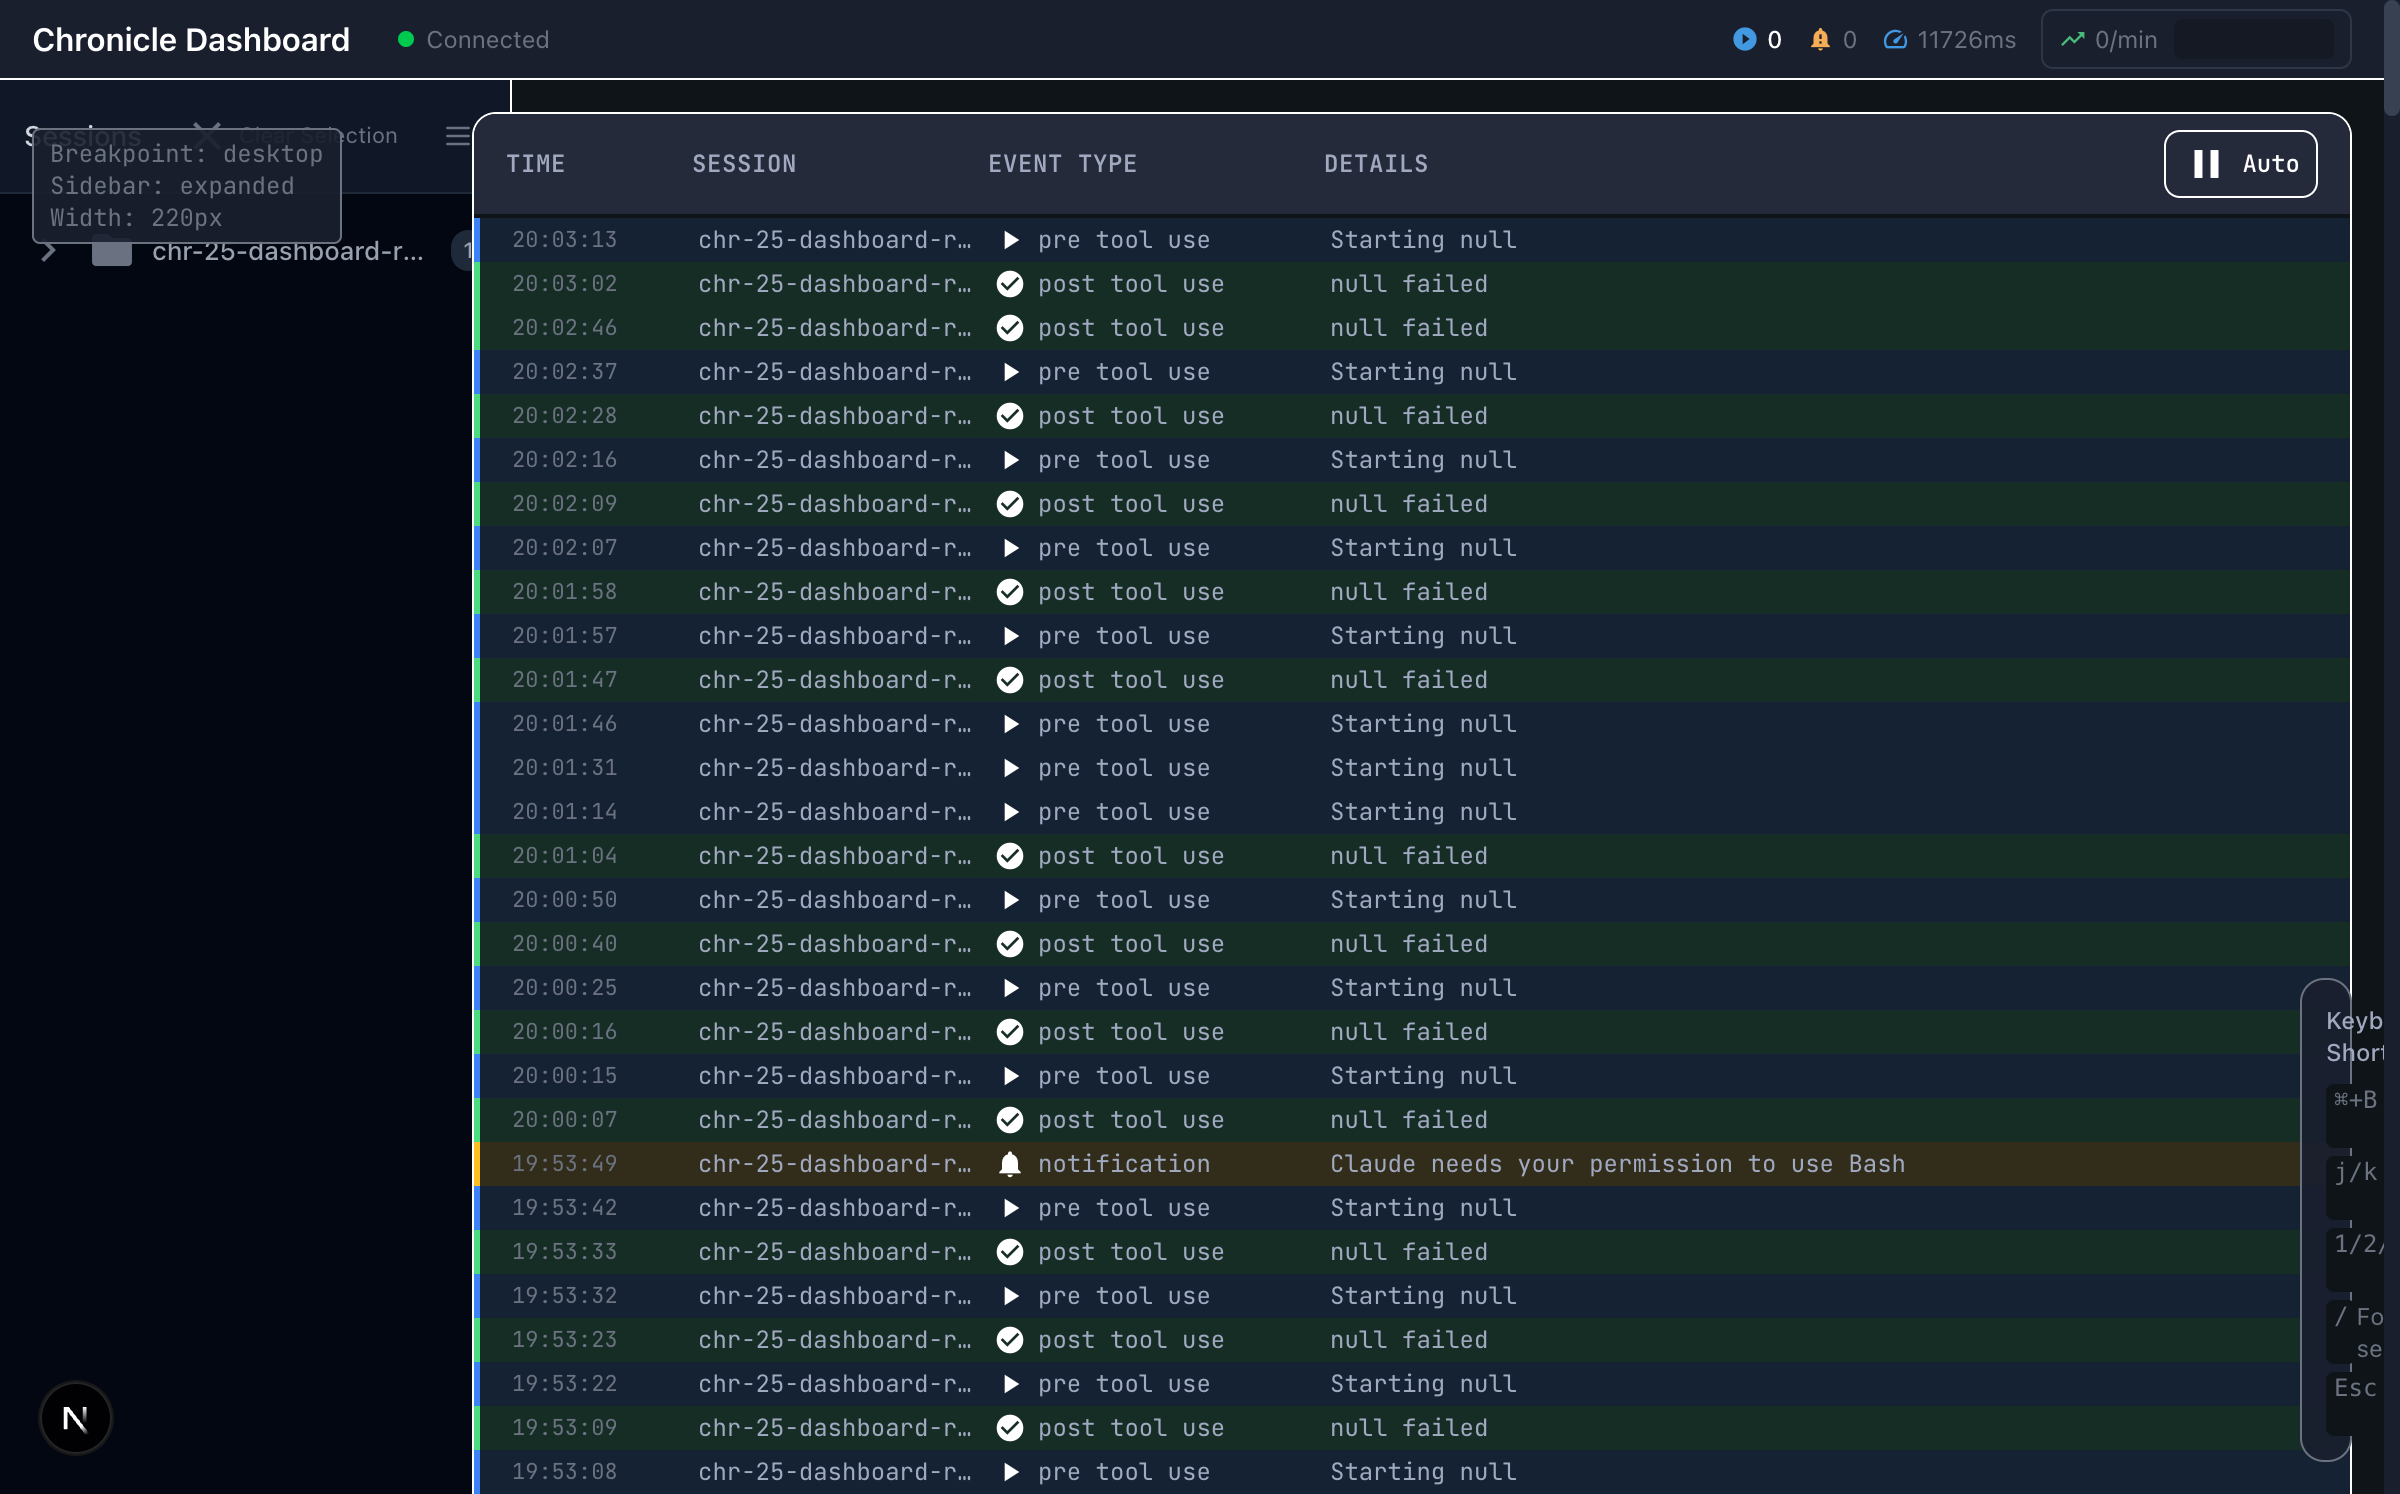 Chronicle Dashboard Connected 0 0 11726ms 0/min
Sessions Clear Selection
Breakpoint: desktop
Sidebar: expanded
Width: 220px
chr-25-dashboard-r... 1
TIME SESSION EVENT TYPE DETAILS Auto
20:03:13 chr-25-dashboard-r… pre tool use Starting null
20:03:02 chr-25-dashboard-r… post tool use null failed
20:02:46 chr-25-dashboard-r… post tool use null failed
20:02:37 chr-25-dashboard-r… pre tool use Starting null
20:02:28 chr-25-dashboard-r… post tool use null failed
20:02:16 chr-25-dashboard-r… pre tool use Starting null
20:02:09 chr-25-dashboard-r… post tool use null failed
20:02:07 chr-25-dashboard-r… pre tool use Starting null
20:01:58 chr-25-dashboard-r… post tool use null failed
20:01:57 chr-25-dashboard-r… pre tool use Starting null
20:01:47 chr-25-dashboard-r… post tool use null failed
20:01:46 chr-25-dashboard-r… pre tool use Starting null
20:01:31 chr-25-dashboard-r… pre tool use Starting null
20:01:14 chr-25-dashboard-r… pre tool use Starting null
20:01:04 chr-25-dashboard-r… post tool use null failed
20:00:50 chr-25-dashboard-r… pre tool use Starting null
20:00:40 chr-25-dashboard-r… post tool use null failed
20:00:25 chr-25-dashboard-r… pre tool use Starting null
20:00:16 chr-25-dashboard-r… post tool use null failed
20:00:15 chr-25-dashboard-r… pre tool use Starting null
20:00:07 chr-25-dashboard-r… post tool use null failed
19:53:49 chr-25-dashboard-r… notification Claude needs your permission to use Bash
19:53:42 chr-25-dashboard-r… pre tool use Starting null
19:53:33 chr-25-dashboard-r… post tool use null failed
19:53:32 chr-25-dashboard-r… pre tool use Starting null
19:53:23 chr-25-dashboard-r… post tool use null failed
19:53:22 chr-25-dashboard-r… pre tool use Starting null
19:53:09 chr-25-dashboard-r… post tool use null failed
19:53:08 chr-25-dashboard-r… pre tool use Starting null
Keyb
Short
⌘+B
j/k
1/2/
/ Fo
se
Esc
N